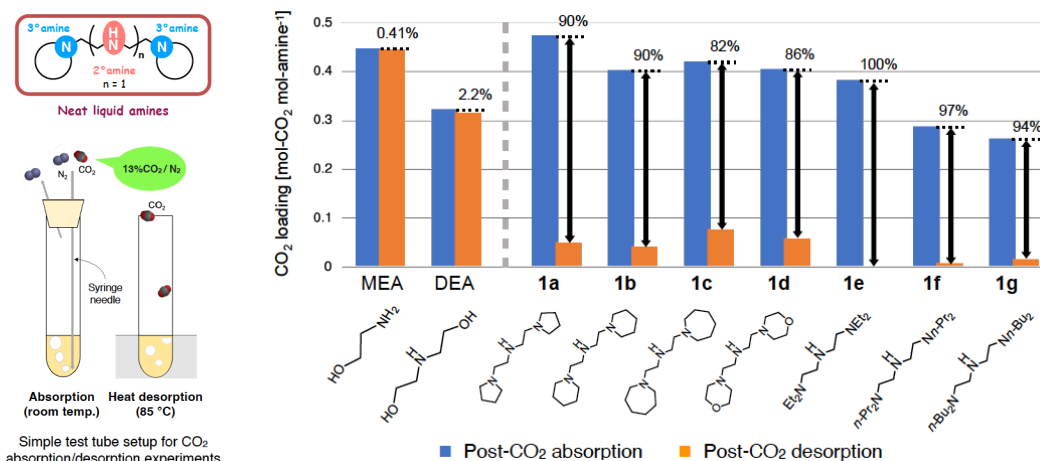 3°amine
3°amine
N
H
N
n
N
2°amine
n = 1
Neat liquid amines
N₂
CO₂
13%CO₂ / N₂
CO₂
Syringe
needle
Absorption
(room temp.)
Heat desorption
(85 °C)
Simple test tube setup for CO₂
absorption/desorption experiments
CO₂ loading [mol-CO₂ mol-amine⁻¹]
0.5
0.4
0.3
0.2
0.1
0
0.41%
2.2%
90%
90%
82%
86%
100%
97%
94%
MEA
DEA
1a
1b
1c
1d
1e
1f
1g
HO
NH₂
HO
N
H
OH
N
H
N
N
N
H
N
N
N
H
N
N
O
N
H
N
N
O
Et₂N
H
N
NEt₂
n-Pr₂N
H
N
Nn-Pr₂
n-Bu₂N
H
N
Nn-Bu₂
Post-CO₂ absorption
Post-CO₂ desorption